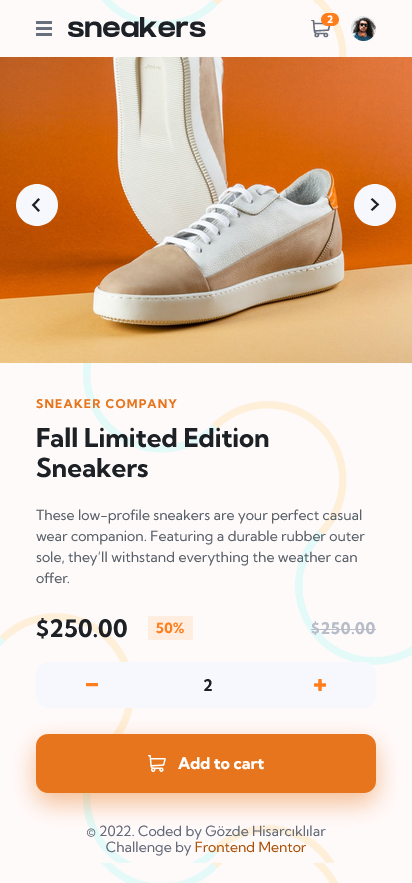 sneakers
2
SNEAKER COMPANY
Fall Limited Edition
Sneakers
These low-profile sneakers are your perfect casual
wear companion. Featuring a durable rubber outer
sole, they'll withstand everything the weather can
offer.
$250.00 50% $250.00
2
Add to cart
© 2022. Coded by Gözde Hisarcıklılar
Challenge by Frontend Mentor